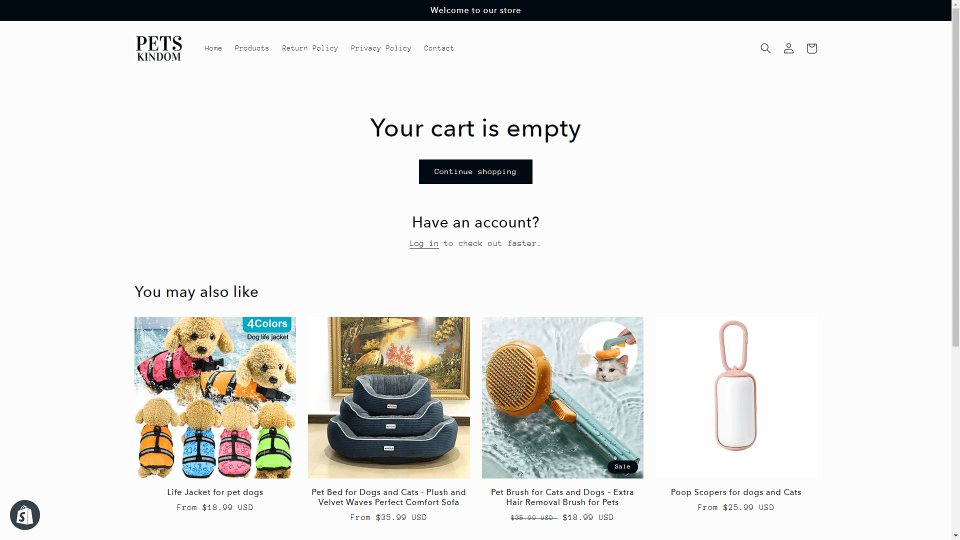 Welcome to our store
PETS
KINDOM
Home Products Return Policy Privacy Policy Contact
Your cart is empty
Continue shopping
Have an account?
Log in to check out faster.
You may also like
4Colors
Dog life jacket
Sale
Life Jacket for pet dogs
From $18.99 USD
Pet Bed for Dogs and Cats - Plush and
Velvet Waves Perfect Comfort Sofa
From $35.99 USD
Pet Brush for Cats and Dogs - Extra
Hair Removal Brush for Pets
$35.99 USD $18.99 USD
Poop Scopers for dogs and Cats
From $25.99 USD